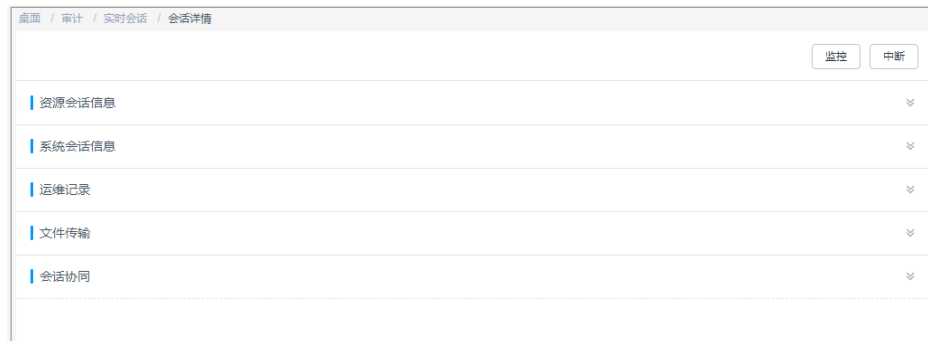 桌面 / 审计 / 实时会话 / 会话详情
监控 中断
资源会话信息
系统会话信息
运维记录
文件传输
会话协同